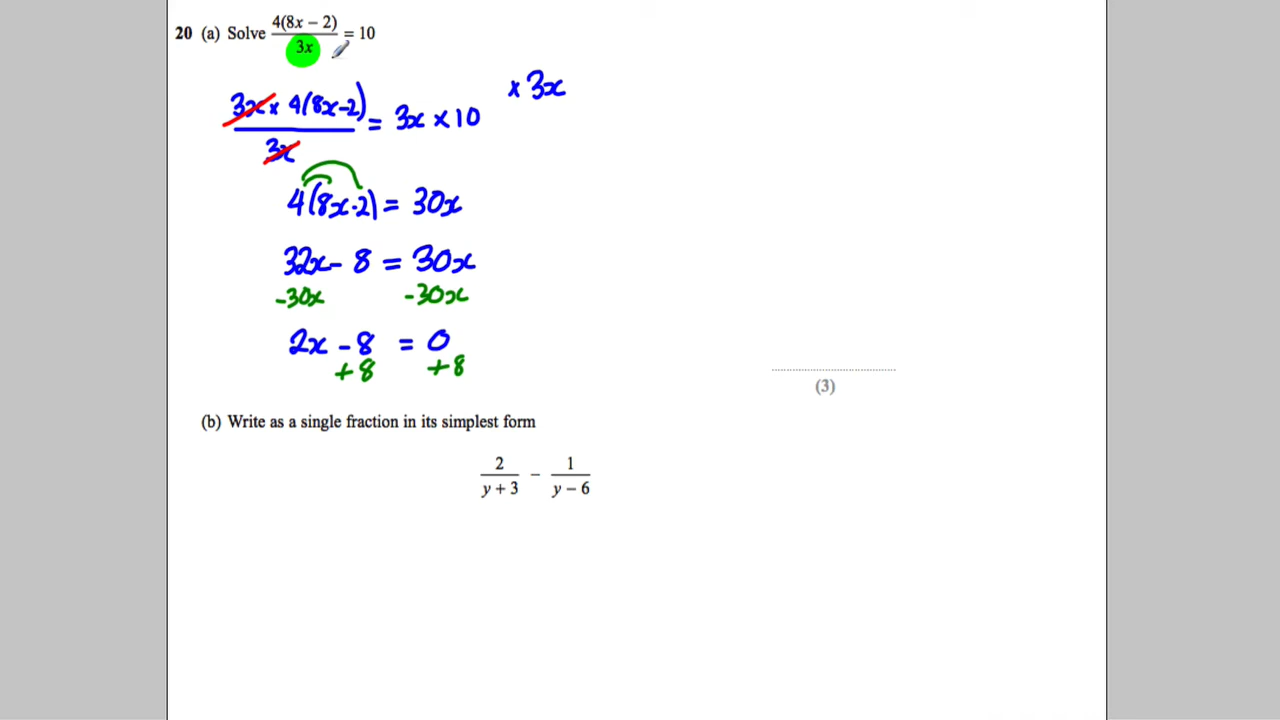 20 (a) Solve 4(8x − 2)/3x = 10
× 3x
3x × 4(8x-2)/3x = 3x × 10
4(8x-2) = 30x
32x - 8 = 30x
-30x -30x
2x - 8 = 0
+8 +8
(3)
(b) Write as a single fraction in its simplest form
2/(y + 3) − 1/(y − 6)